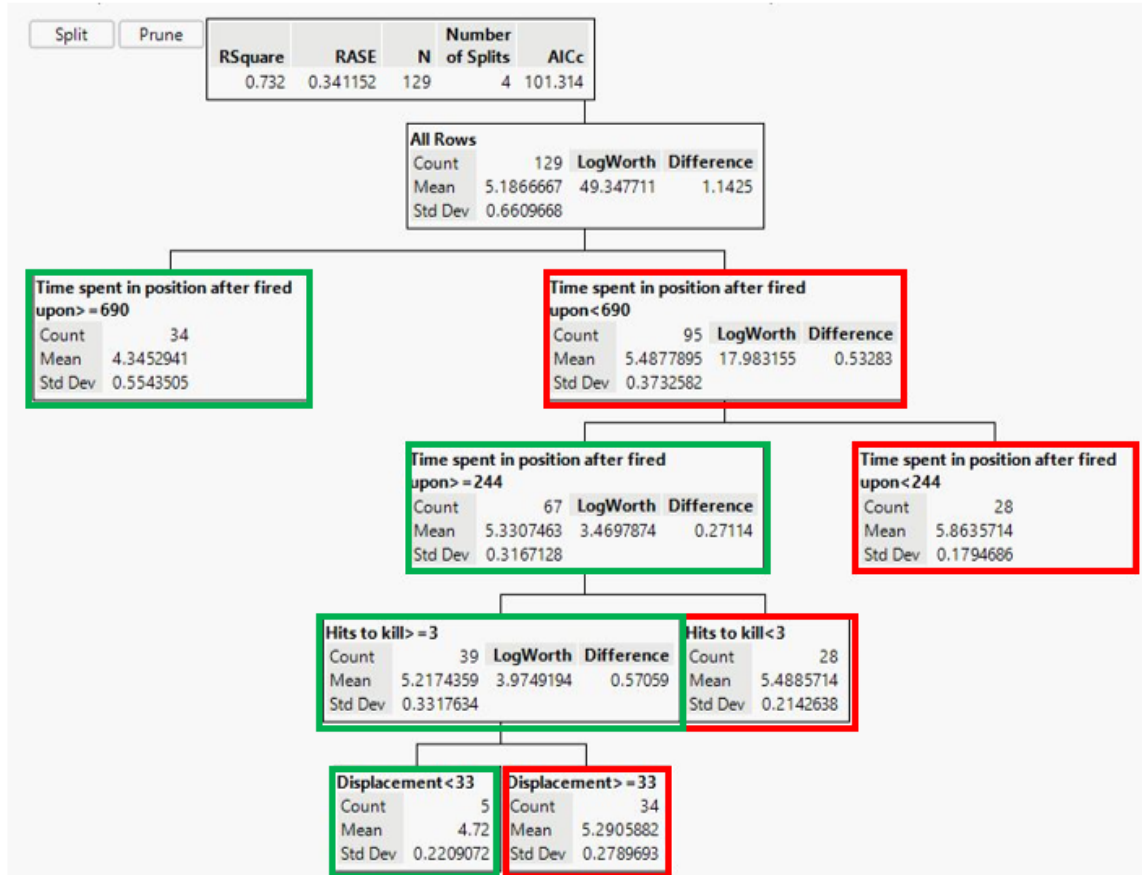 Split Prune
Number
RSquare RASE N of Splits AICc
0.732 0.341152 129 4 101.314
All Rows
Count 129 LogWorth Difference
Mean 5.1866667 49.347711 1.1425
Std Dev 0.6609668
Time spent in position after fired
upon>=690
Count 34
Mean 4.3452941
Std Dev 0.5543505
Time spent in position after fired
upon<690
Count 95 LogWorth Difference
Mean 5.4877895 17.983155 0.53283
Std Dev 0.3732582
Time spent in position after fired
upon>=244
Count 67 LogWorth Difference
Mean 5.3307463 3.4697874 0.27114
Std Dev 0.3167128
Time spent in position after fired
upon<244
Count 28
Mean 5.8635714
Std Dev 0.1794686
Hits to kill>=3
Count 39 LogWorth Difference
Mean 5.2174359 3.9749194 0.57059
Std Dev 0.3317634
Hits to kill<3
Count 28
Mean 5.4885714
Std Dev 0.2142638
Displacement<33
Count 5
Mean 4.72
Std Dev 0.2209072
Displacement>=33
Count 34
Mean 5.2905882
Std Dev 0.2789693